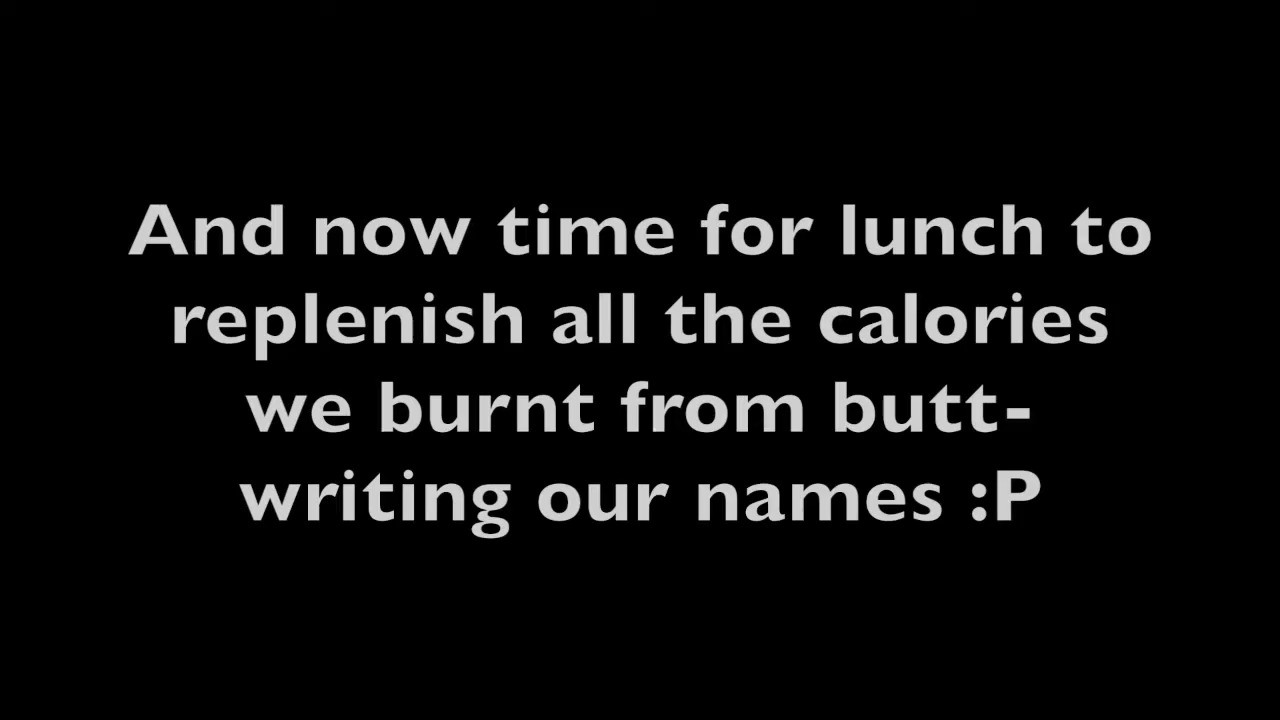 And now time for lunch to
replenish all the calories
we burnt from butt-
writing our names :P